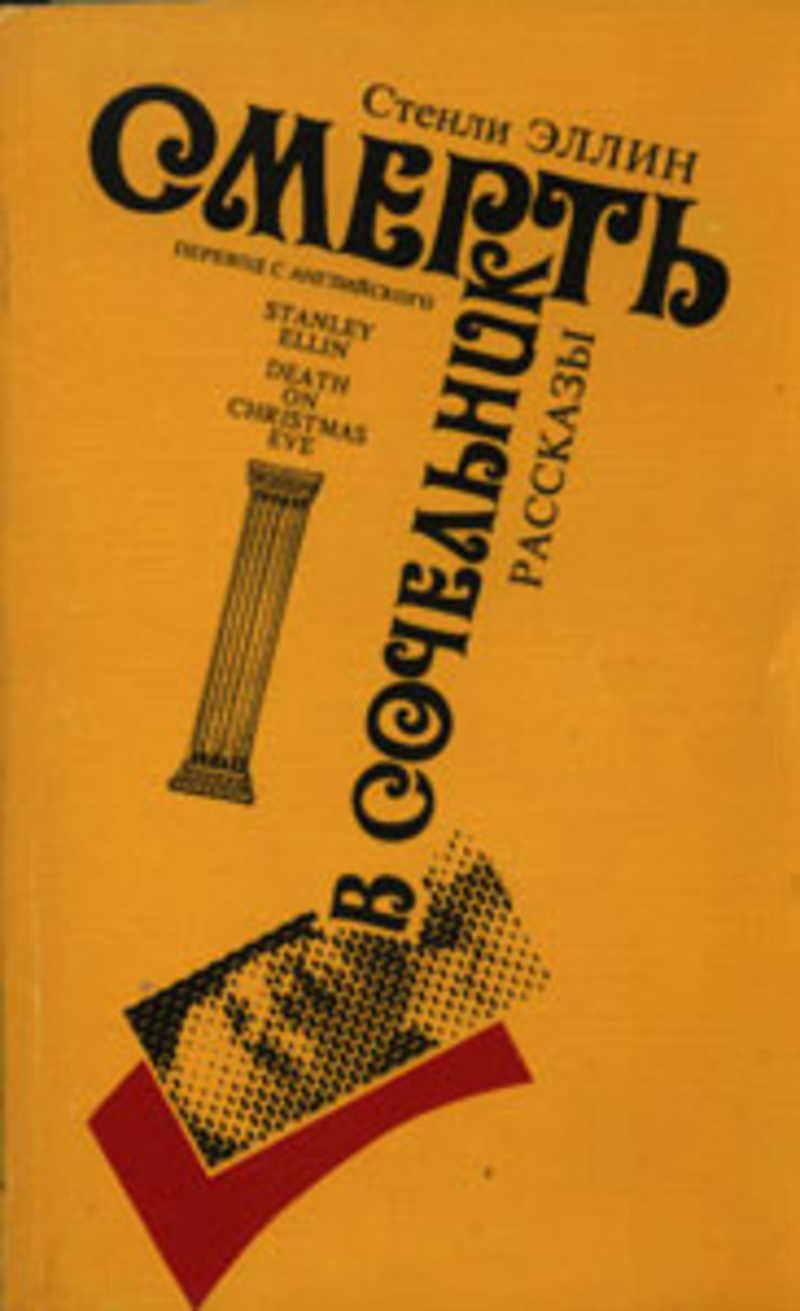 Стенли ЭЛЛИН
СМЕРТЬ
В СОЧЕЛЬНИК
РАССКАЗЫ
ПЕРЕВОД С АНГЛИЙСКОГО
STANLEY
ELLIN
DEATH
ON
CHRISTMAS
EVE